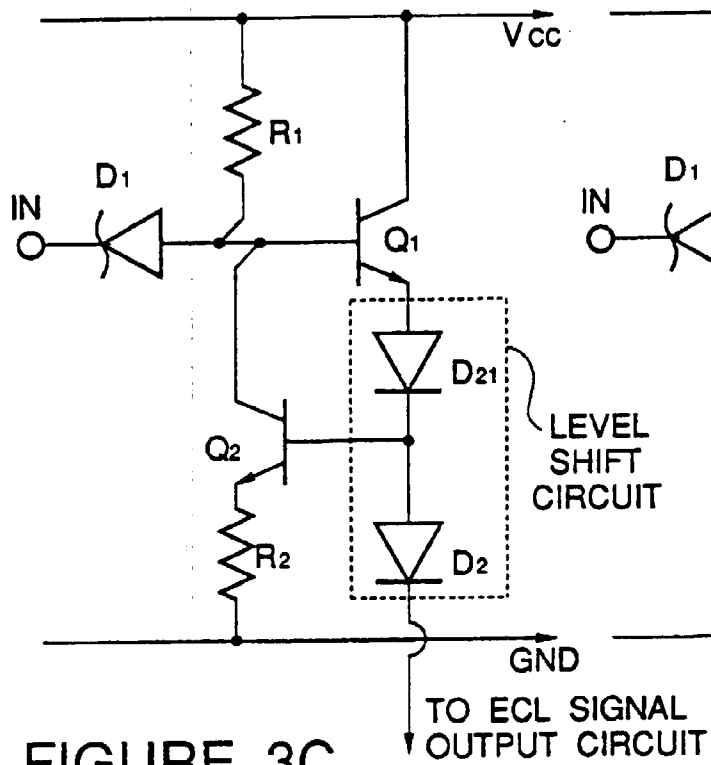 VCC
R1
D1
D1
IN
IN
Q1
D21
LEVEL
SHIFT
CIRCUIT
Q2
R2
D2
GND
TO ECL SIGNAL
OUTPUT CIRCUIT
FIGURE 3C